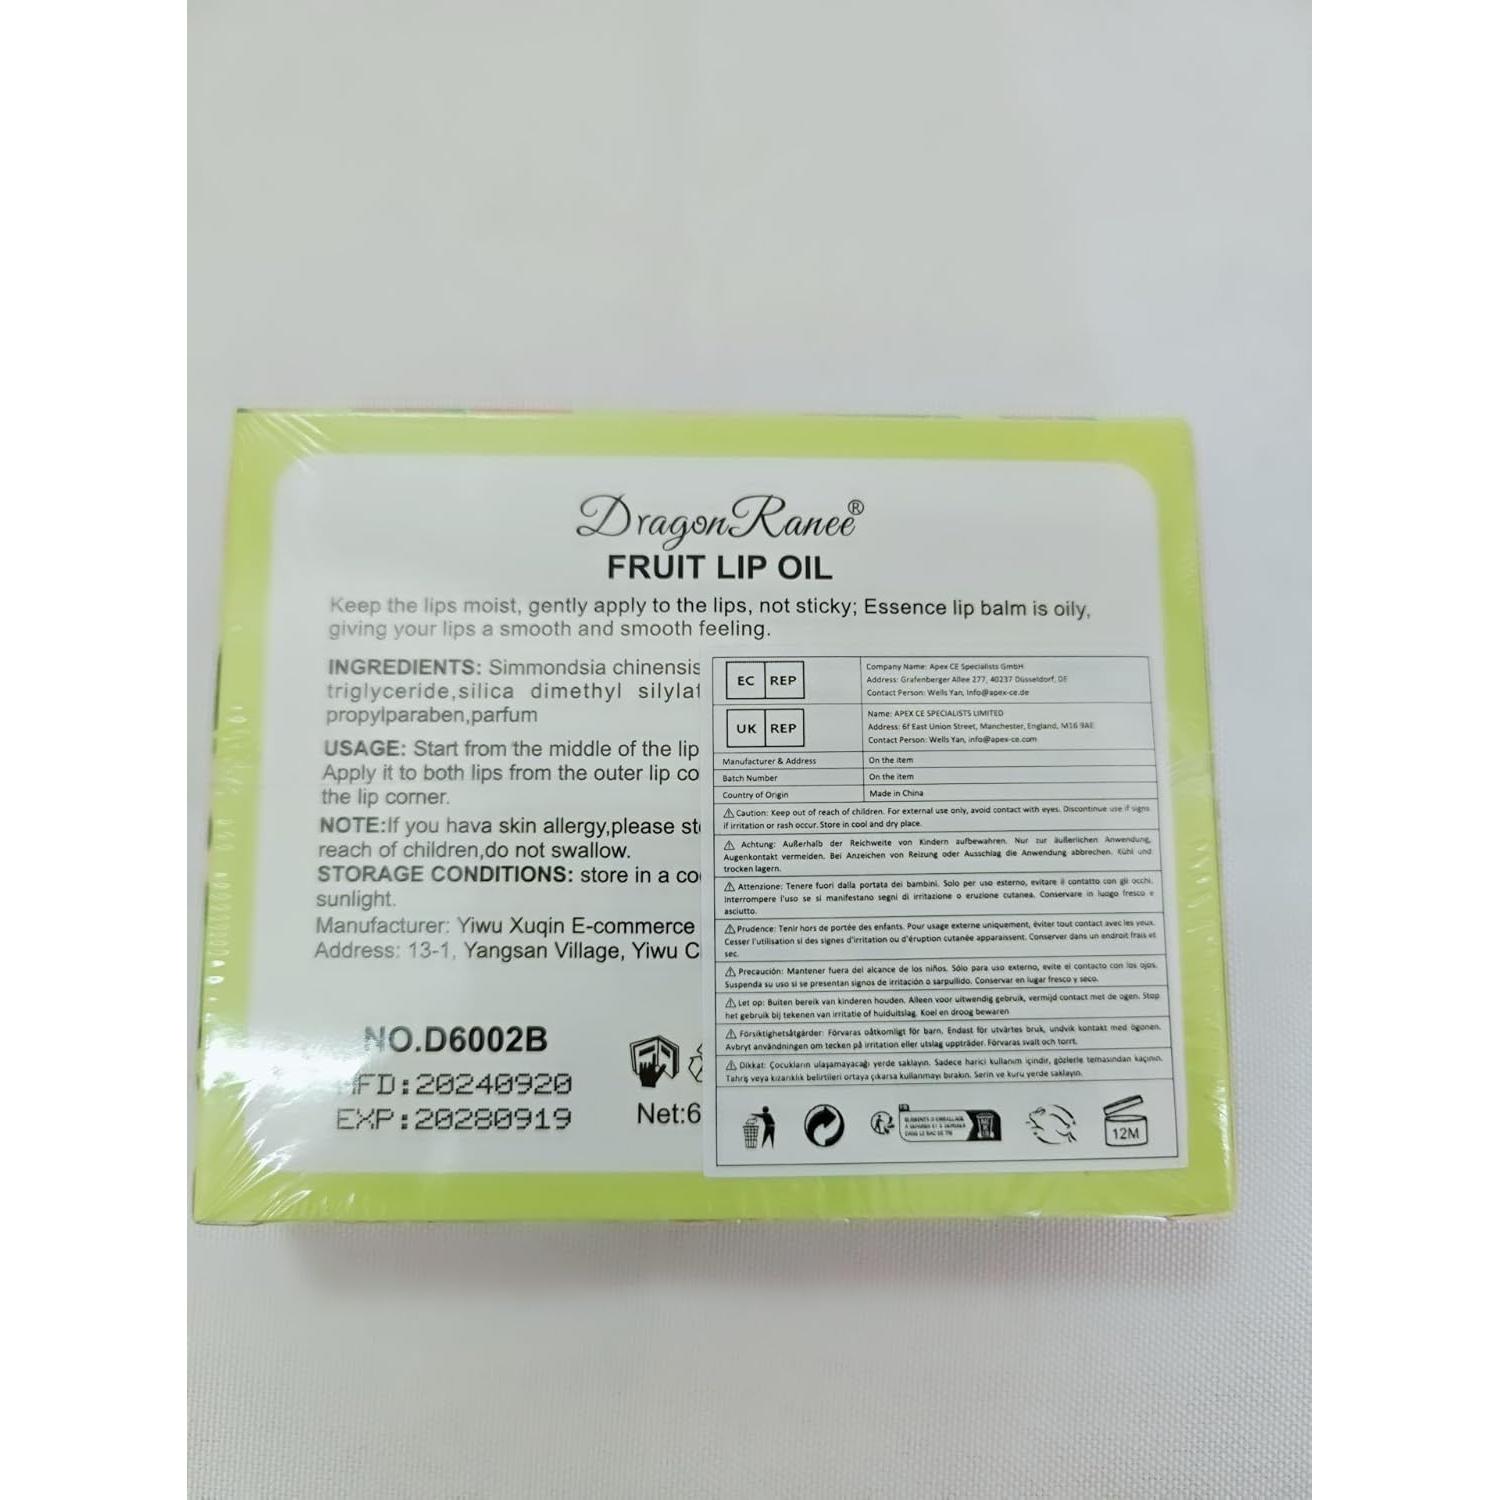 DragonRanee®
FRUIT LIP OIL
Keep the lips moist, gently apply to the lips, not sticky; Essence lip balm is oily,
giving your lips a smooth and smooth feeling.
INGREDIENTS: Simmondsia chinensis
triglyceride,silica dimethyl silylat
propylparaben,parfum
USAGE: Start from the middle of the lip
Apply it to both lips from the outer lip co
the lip corner.
NOTE:If you hava skin allergy,please st
reach of children,do not swallow.
STORAGE CONDITIONS: store in a co
sunlight.
Manufacturer: Yiwu Xuqin E-commerce
Address: 13-1, Yangsan Village, Yiwu C
NO.D6002B
MFD:20240920
EXP:20280919
Net:6
EC REP
Company Name: Apex CE Specialists GmbH
Address: Grafenberger Allee 277, 40237 Düsseldorf, DE
Contact Person: Wells Yan, Info@apex-ce.de
UK REP
Name: APEX CE SPECIALISTS LIMITED
Address: 6f East Union Street, Manchester, England, M16 9AE
Contact Person: Wells Yan, info@apex-ce.com
Manufacturer & Address On the item
Batch Number On the item
Country of Origin Made in China
⚠ Caution: Keep out of reach of children. For external use only, avoid contact with eyes. Discontinue use if signs
if irritation or rash occur. Store in cool and dry place.
⚠ Achtung: Außerhalb der Reichweite von Kindern aufbewahren. Nur zur äußerlichen Anwendung,
Augenkontakt vermeiden. Bei Anzeichen von Reizung oder Ausschlag die Anwendung abbrechen. Kühl und
trocken lagern.
⚠ Attenzione: Tenere fuori dalla portata dei bambini. Solo per uso esterno, evitare il contatto con gli occhi.
Interrompere l'uso se si manifestano segni di irritazione o eruzione cutanea. Conservare in luogo fresco e
asciutto.
⚠ Prudence: Tenir hors de portée des enfants. Pour usage externe uniquement, éviter tout contact avec les yeux.
Cesser l'utilisation si des signes d'irritation ou d'éruption cutanée apparaissent. Conserver dans un endroit frais et
sec.
⚠ Precaución: Mantener fuera del alcance de los niños. Sólo para uso externo, evite el contacto con los ojos.
Suspenda su uso si se presentan signos de irritación o sarpullido. Conservar en lugar fresco y seco.
⚠ Let op: Buiten bereik van kinderen houden. Alleen voor uitwendig gebruik, vermijd contact met de ogen. Stop
het gebruik bij tekenen van irritatie of huiduitslag. Koel en droog bewaren
⚠ Försiktighetsåtgärder: Förvaras oåtkomligt för barn. Endast för utvärtes bruk, undvik kontakt med ögonen.
Avbryt användningen om tecken på irritation eller utslag uppträder. Förvaras svalt och torrt.
⚠ Dikkat: Çocukların ulaşamayacağı yerde saklayın. Sadece harici kullanım içindir, gözlerle temasından kaçının.
Tahriş veya kızarıklık belirtileri ortaya çıkarsa kullanmayı bırakın. Serin ve kuru yerde saklayın.
12M